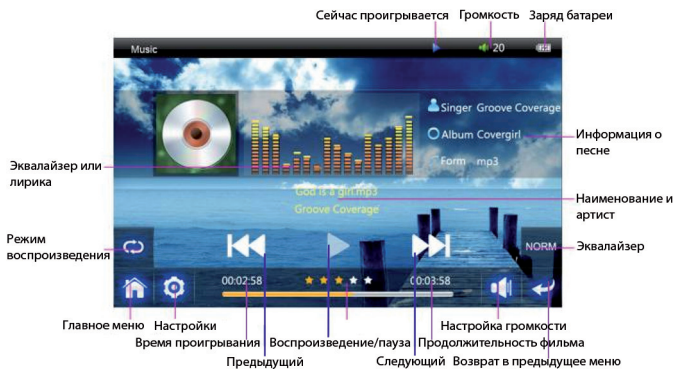 Сейчас проигрывается Громкость Заряд батареи
Music 20
Singer Groove Coverage
Album Covergirl
Form mp3
Информация о
песне
Эквалайзер или
лирика
God is a girl.mp3
Groove Coverage
Наименование и
артист
Режим
воспроизведения
NORM
Эквалайзер
00:02:58 00:03:58
Главное меню Настройки Настройка громкости
Время проигрывания Воспроизведение/пауза Продолжительность фильма
Предыдущий Следующий Возврат в предыдущее меню